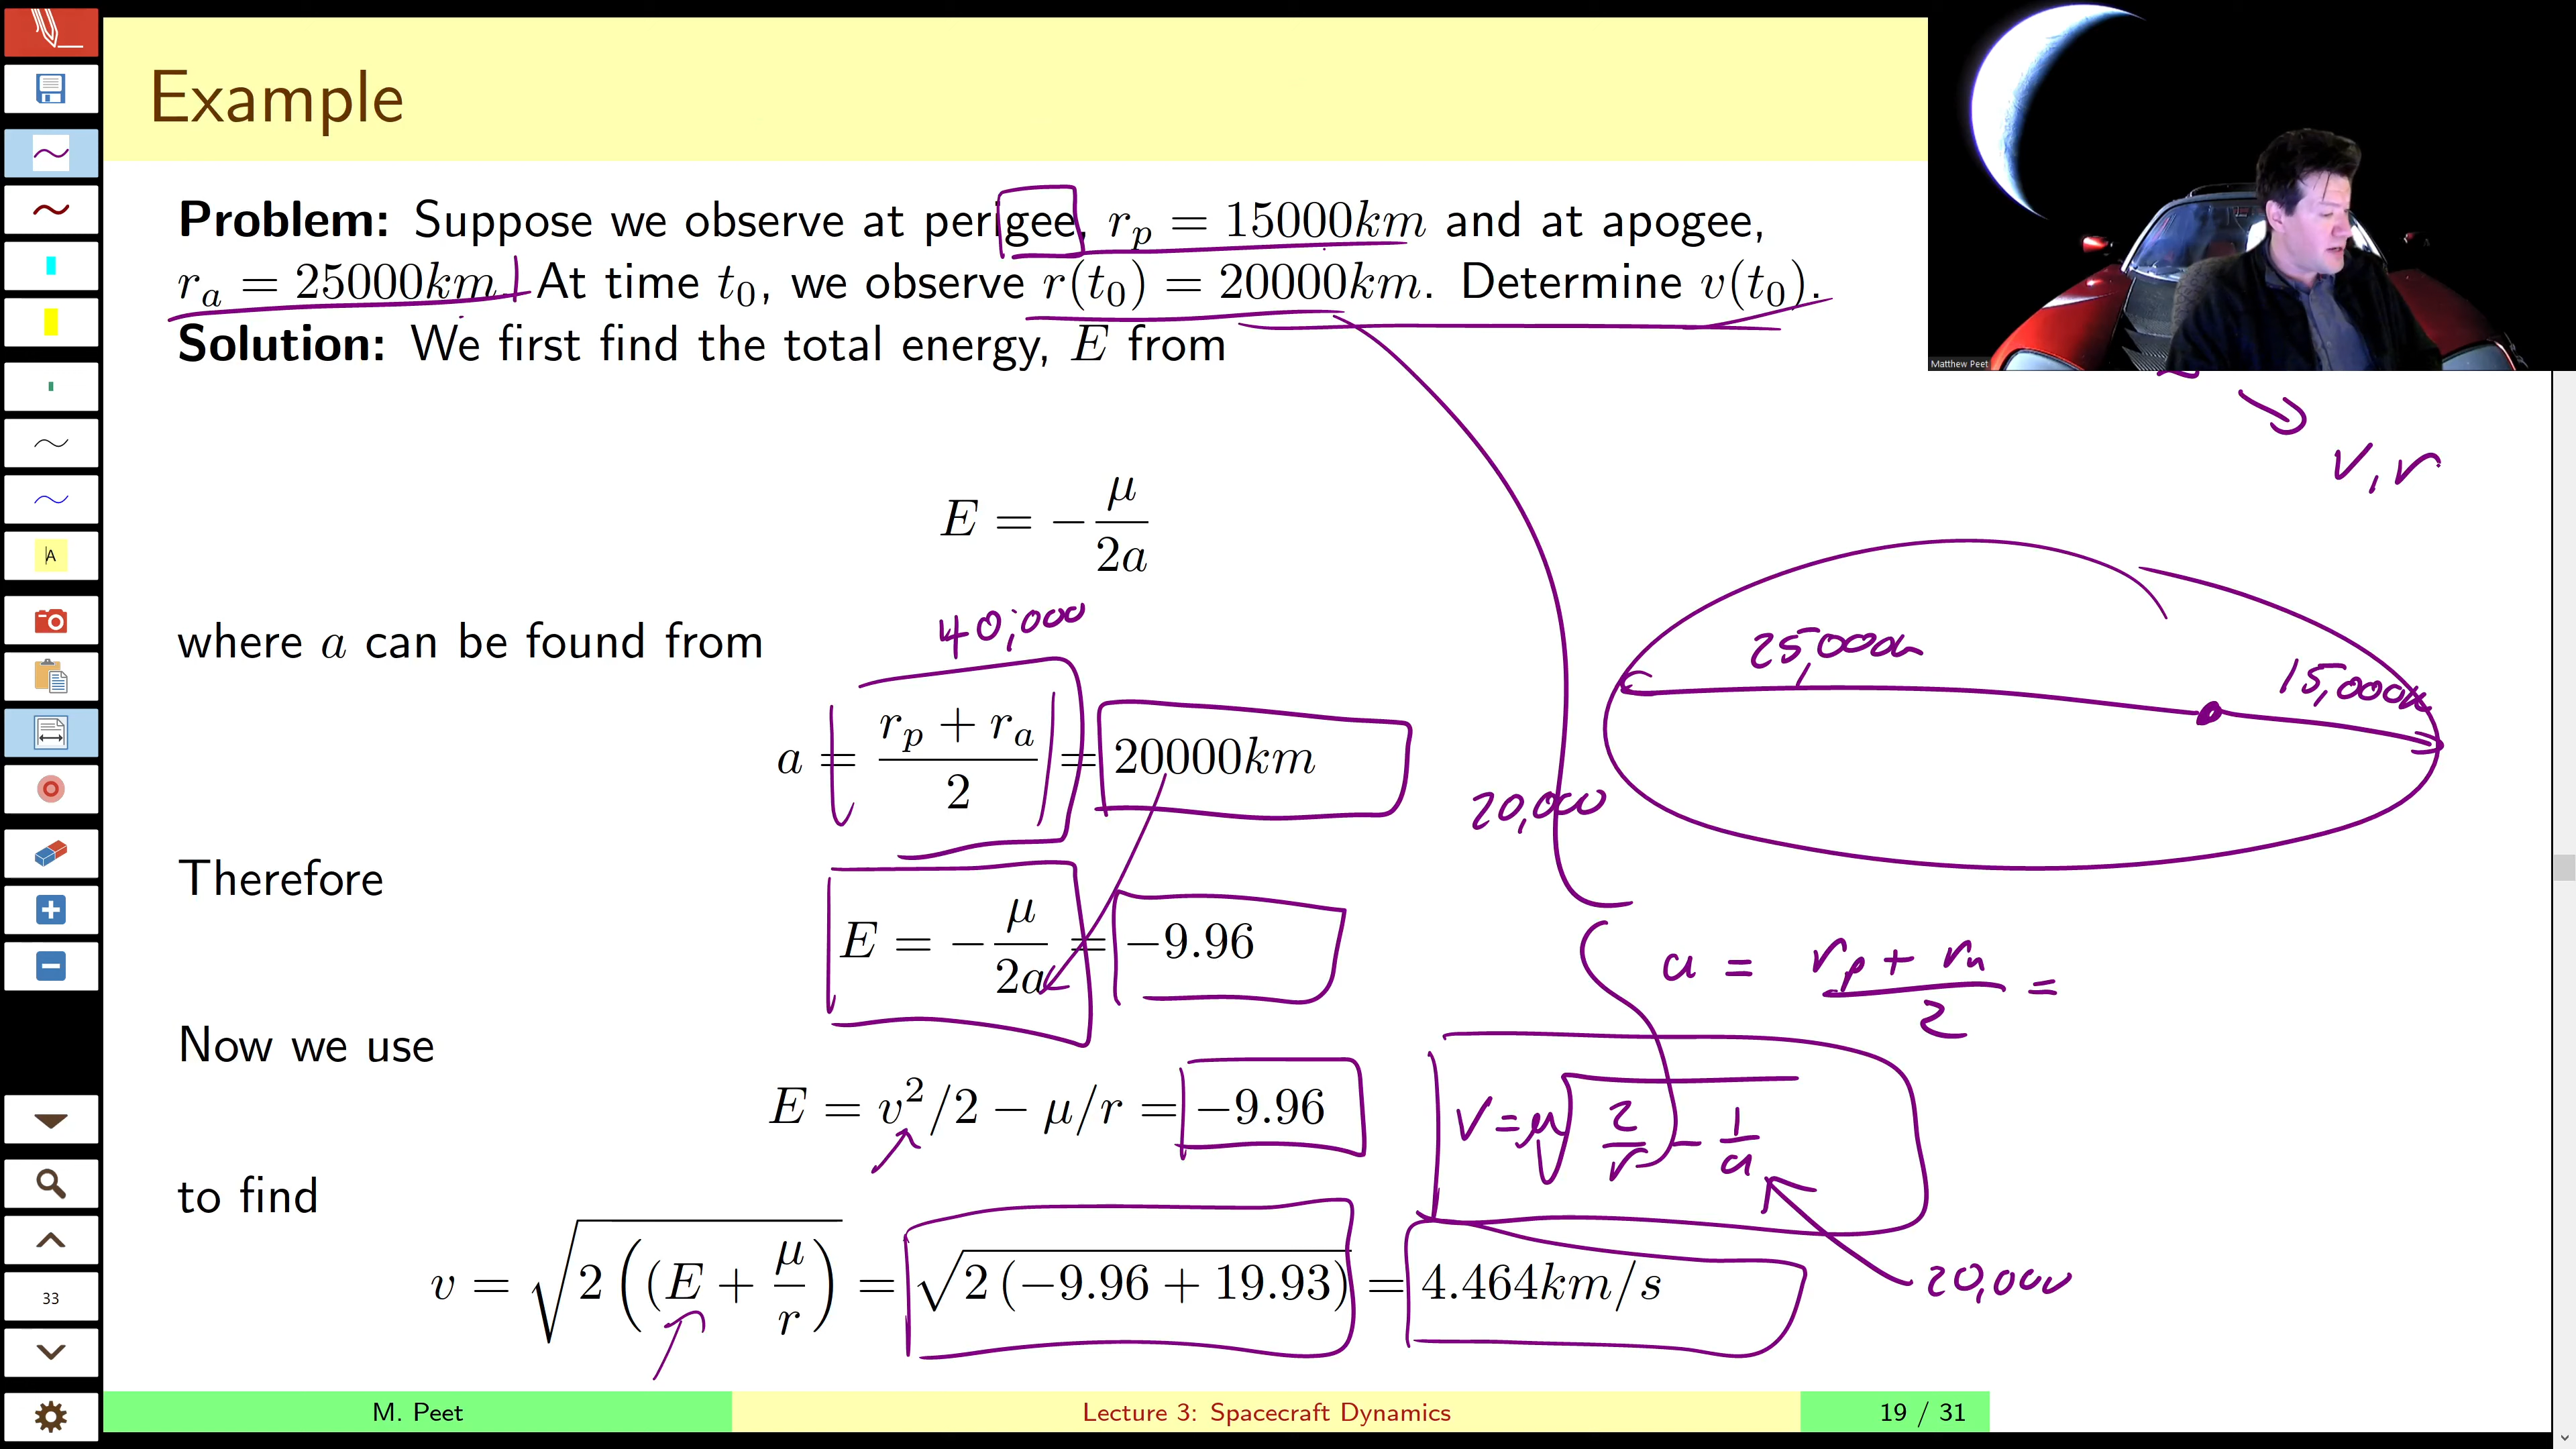 Example
Matthew Peet
Problem: Suppose we observe at perigee, r_p = 15000km and at apogee,
r_a = 25000km. At time t_0, we observe r(t_0) = 20000km. Determine v(t_0).
Solution: We first find the total energy, E from
v, r
E = −μ/2a
where a can be found from
40,000
a = (r_p + r_a)/2 = 20000km
25,000
15,000
20,000
Therefore
E = −μ/2a = −9.96
a = (r_p + r_a)/2 =
Now we use
E = v²/2 − μ/r = −9.96
v = μ√(2/r − 1/a)
to find
v = √(2((E + μ/r)) = √(2(−9.96 + 19.93)) = 4.464km/s
20,000
A
33
M. Peet
Lecture 3: Spacecraft Dynamics
19 / 31